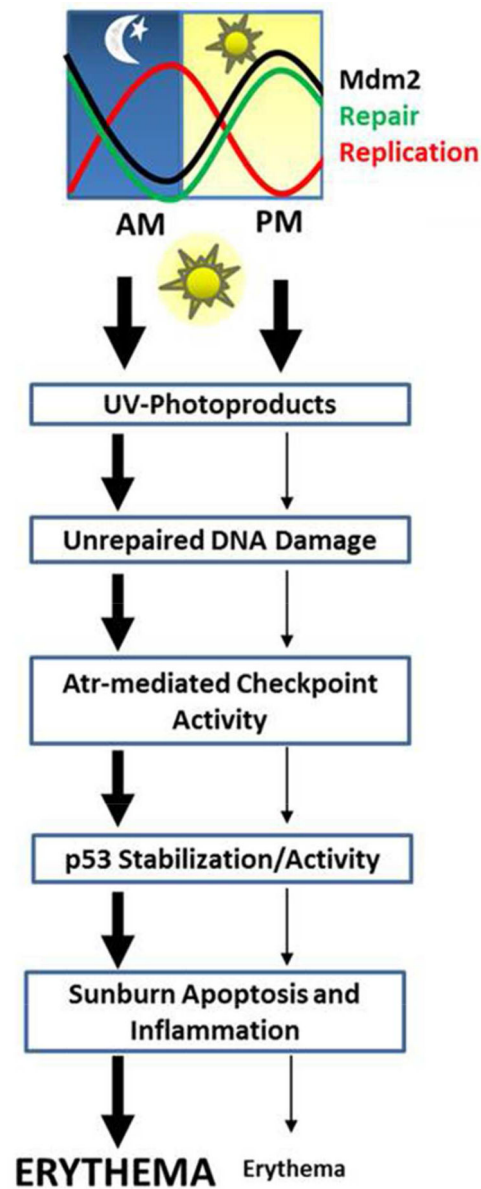 Mdm2
Repair
Replication
AM PM
UV-Photoproducts
Unrepaired DNA Damage
Atr-mediated Checkpoint
Activity
p53 Stabilization/Activity
Sunburn Apoptosis and
Inflammation
ERYTHEMA Erythema